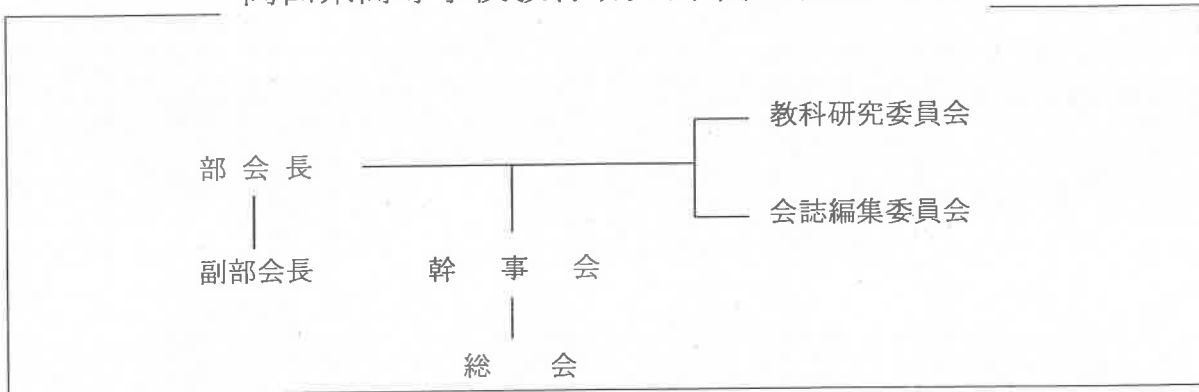 教科研究委員会
部会長
会誌編集委員会
副部会長
幹事会
総会